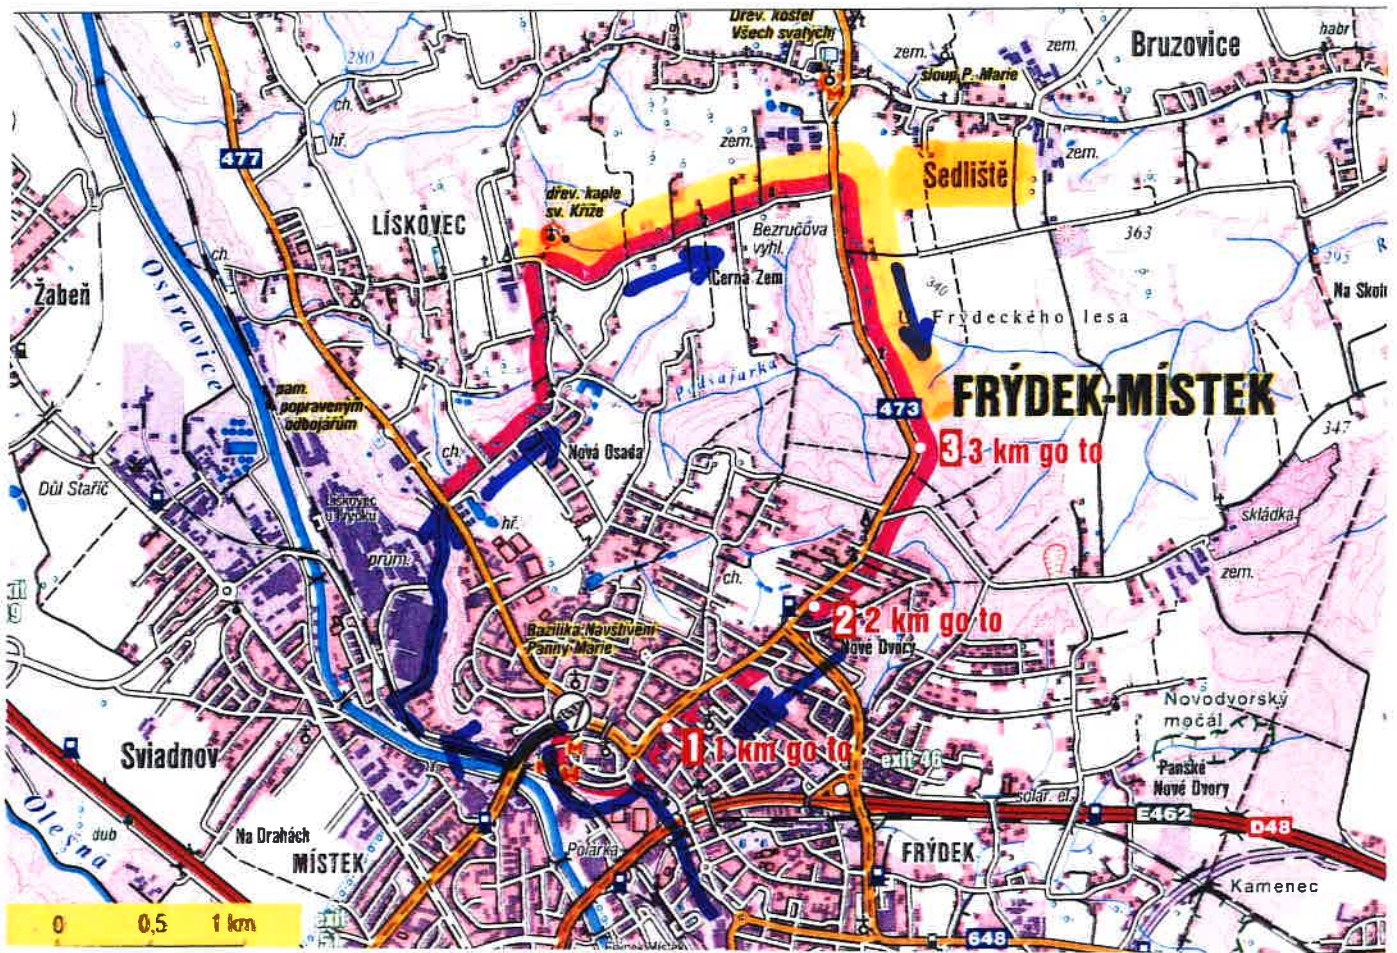 Dřev. kostel
Všech svatých
zem.
zem.
habr
Bruzovice
sloup P. Marie
280
ch.
hř.
477
zem.
zem.
Sedliště
dřev. kaple
sv. Kříže
LÍSKOVEC
Bezručova
vyhl.
363
295
ch.
Žabeň
Ostravice
Černá Zem
340
Na Skoto
U Frýdeckého lesa
Podšajarka
pam.
popraveným
odbojářům
FRÝDEK-MÍSTEK
473
347
3 3 km go to
ch.
Nová Osada
Důl Staříč
Lískovec
u Frýdku
hř.
skládka
prům.
ch.
zem.
2 2 km go to
Bazilika Navštívení
Panny Marie
Nové Dvory
Novodvorský
močál
Sviadnov
1 1 km go to
exit 46
Panské
Nové Dvory
solar. el.
E462
D48
Olešná
dub
Na Drahách
MÍSTEK
Polárka
FRÝDEK
Kamenec
0 0,5 1 km
exit
648